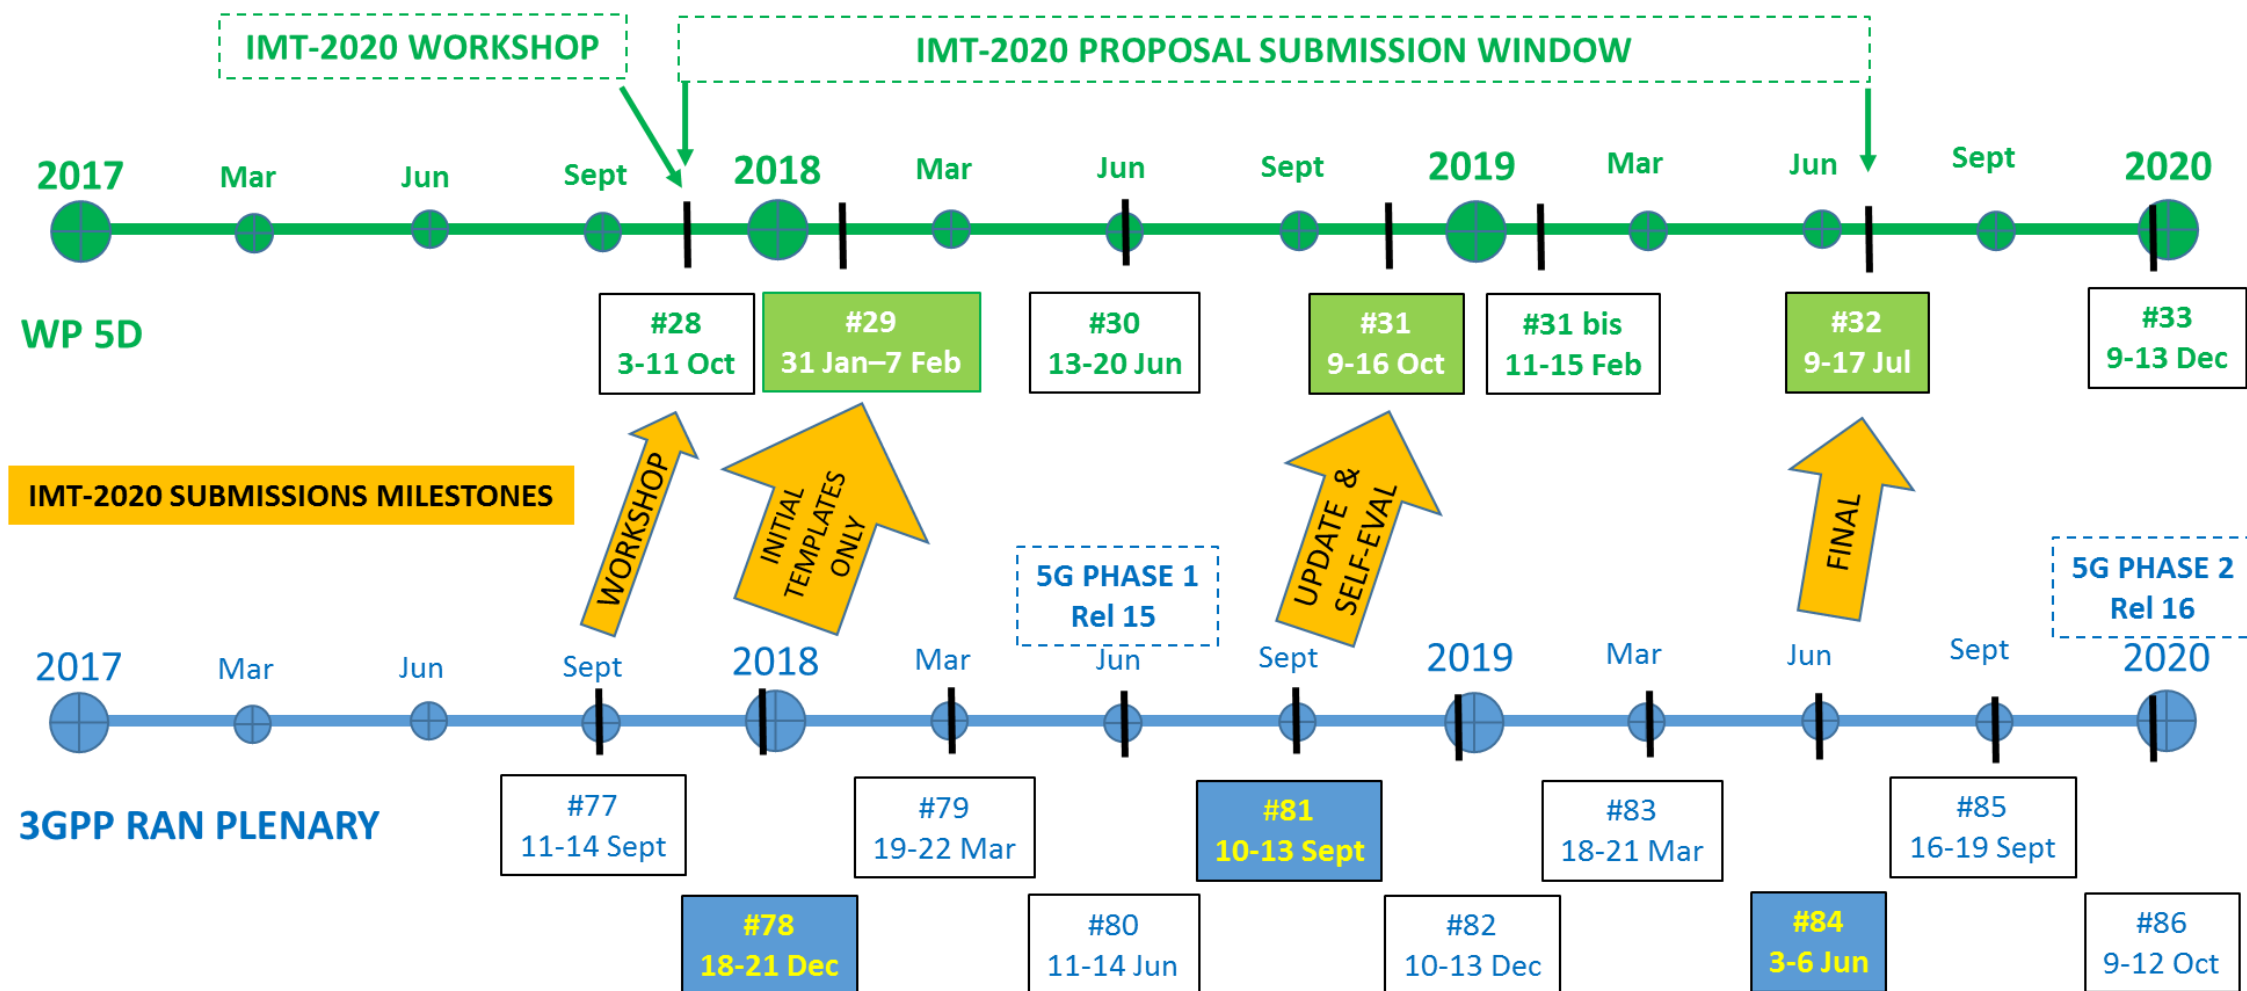 IMT-2020 WORKSHOP
IMT-2020 PROPOSAL SUBMISSION WINDOW
2017
Mar
Jun
Sept
2018
Mar
Jun
Sept
2019
Mar
Jun
Sept
2020
WP 5D
#28
3-11 Oct
#29
31 Jan–7 Feb
#30
13-20 Jun
#31
9-16 Oct
#31 bis
11-15 Feb
#32
9-17 Jul
#33
9-13 Dec
IMT-2020 SUBMISSIONS MILESTONES
WORKSHOP
INITIAL
TEMPLATES
ONLY
UPDATE &
SELF-EVAL
FINAL
5G PHASE 1
Rel 15
5G PHASE 2
Rel 16
2017
Mar
Jun
Sept
2018
Mar
Jun
Sept
2019
Mar
Jun
Sept
2020
3GPP RAN PLENARY
#77
11-14 Sept
#78
18-21 Dec
#79
19-22 Mar
#80
11-14 Jun
#81
10-13 Sept
#82
10-13 Dec
#83
18-21 Mar
#84
3-6 Jun
#85
16-19 Sept
#86
9-12 Oct